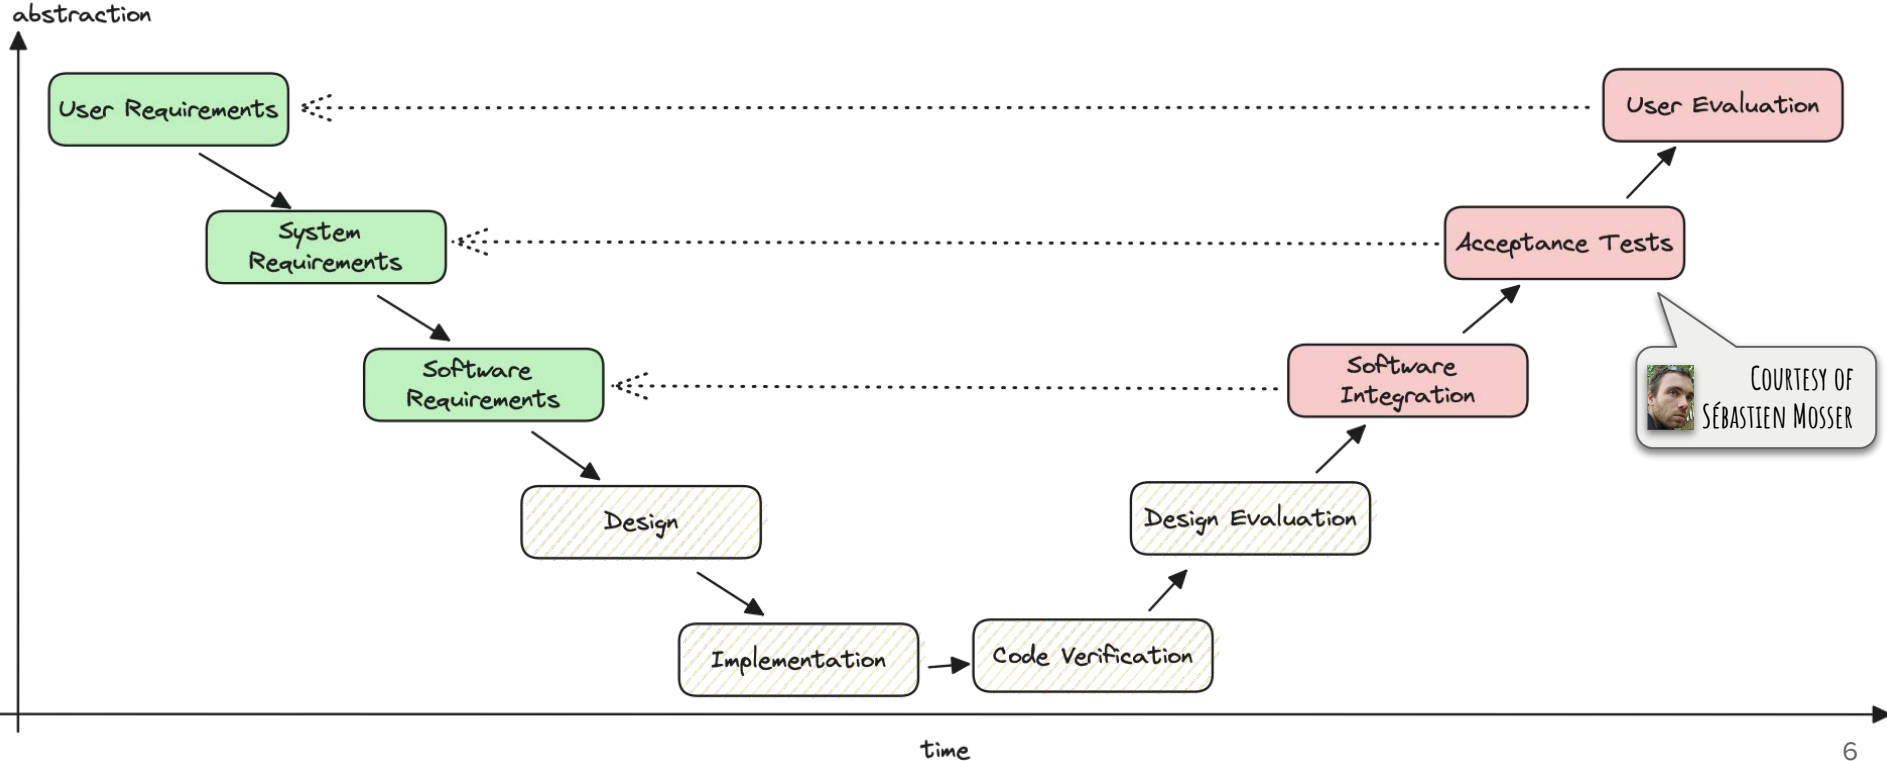 abstraction
User Requirements
User Evaluation
System
Requirements
Acceptance Tests
Software
Requirements
Software
Integration
COURTESY OF
SÉBASTIEN MOSSER
Design
Design Evaluation
Implementation
Code Verification
time
6